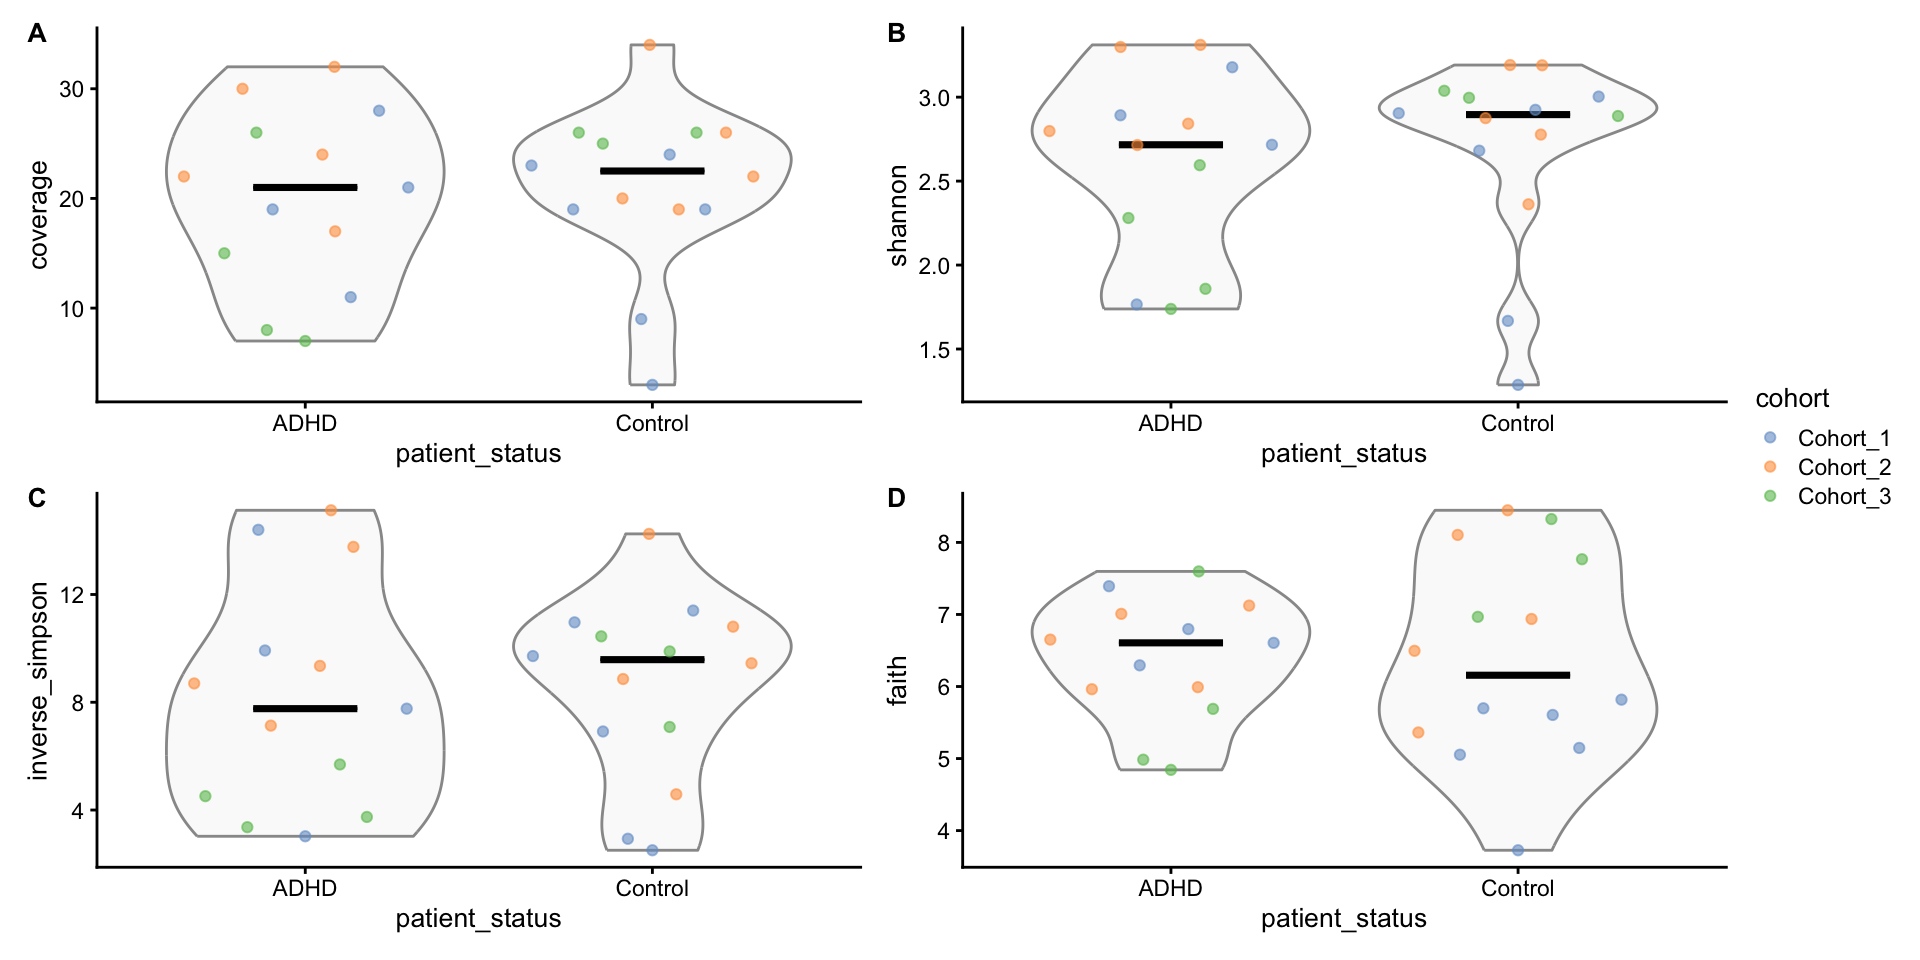 A
coverage
30
20
10
ADHD
Control
patient_status
B
shannon
3.0
2.5
2.0
1.5
ADHD
Control
patient_status
cohort
Cohort_1
Cohort_2
Cohort_3
C
inverse_simpson
12
8
4
ADHD
Control
patient_status
D
faith
8
7
6
5
4
ADHD
Control
patient_status